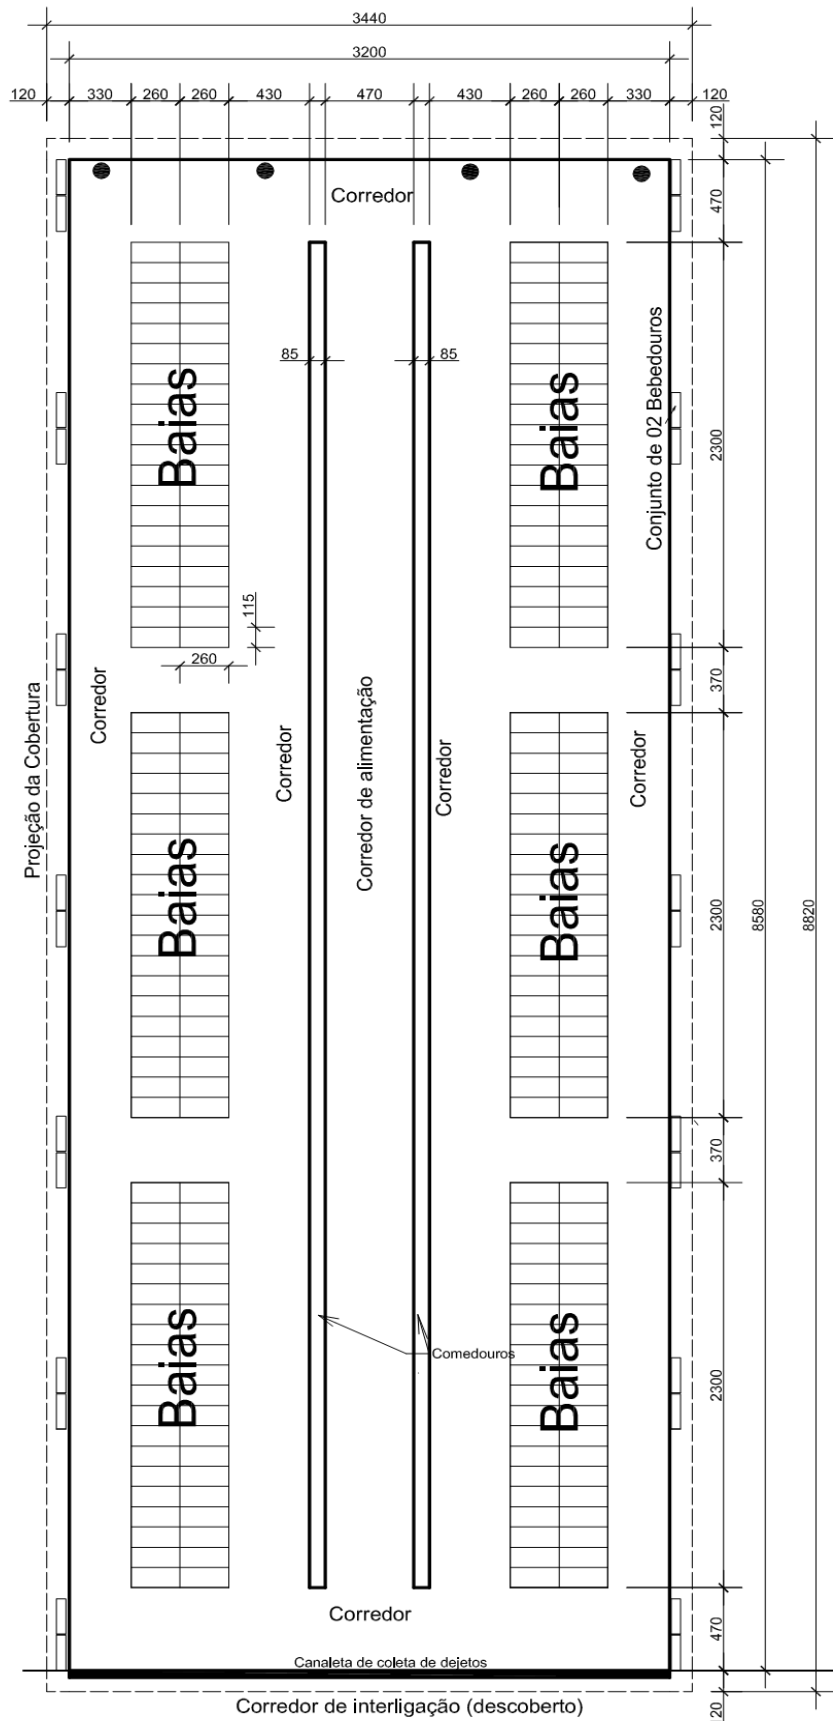 3440
3200
120 330 260 260 430 470 430 260 260 330 120
120
Corredor
470
85
85
Baias
Baias
Conjunto de 02 Bebedouros
2300
115
260
370
Projeção da Cobertura
Corredor
Corredor
Corredor de alimentação
Corredor
Corredor
Baias
Baias
2300
8580
8820
370
Baias
Baias
Comedouros
2300
Corredor
470
Canaleta de coleta de dejetos
Corredor de interligação (descoberto)
20